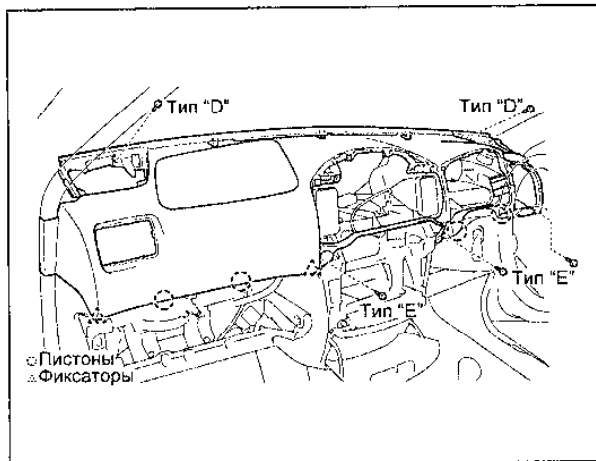 Тип “D”
Тип “D”
Тип “E”
Тип “E”
Пистоны
Фиксаторы